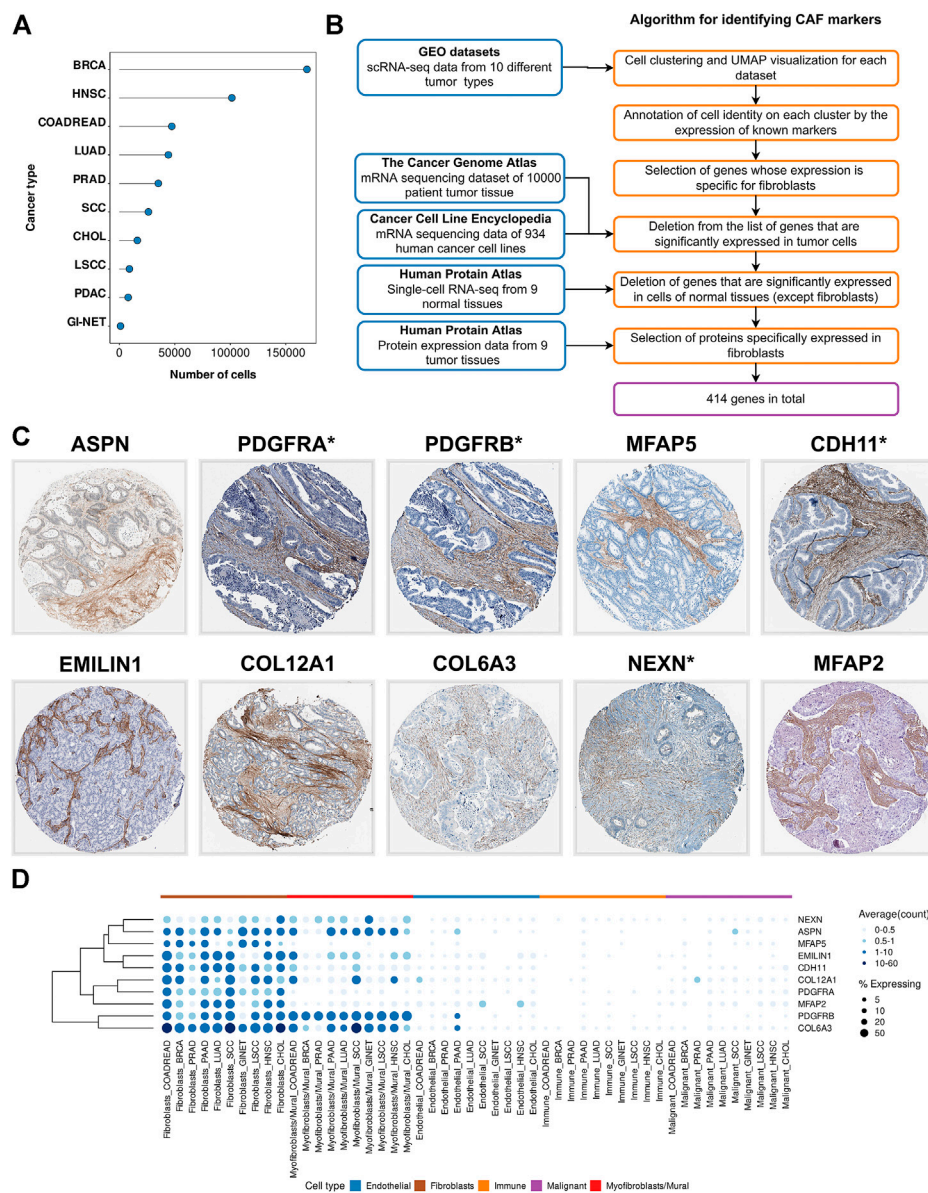 A
BRCA
HNSC
COADREAD
LUAD
PRAD
SCC
CHOL
LSCC
PDAC
GI-NET
Cancer type
0
50000
100000
150000
Number of cells
B
Algorithm for identifying CAF markers
GEO datasets
scRNA-seq data from 10 different
tumor types
Cell clustering and UMAP visualization for each
dataset
Annotation of cell identity on each cluster by the
expression of known markers
The Cancer Genome Atlas
mRNA sequencing dataset of 10000
patient tumor tissue
Selection of genes whose expression is
specific for fibroblasts
Cancer Cell Line Encyclopedia
mRNA sequencing data of 934
human cancer cell lines
Deletion from the list of genes that are
significantly expressed in tumor cells
Human Protein Atlas
Single-cell RNA-seq from 9
normal tissues
Deletion of genes that are significantly expressed
in cells of normal tissues (except fibroblasts)
Human Protein Atlas
Protein expression data from 9
tumor tissues
Selection of proteins specifically expressed in
fibroblasts
414 genes in total
C
ASPN
PDGFRA*
PDGFRB*
MFAP5
CDH11*
EMILIN1
COL12A1
COL6A3
NEXN*
MFAP2
D
NEXN
ASPN
MFAP5
EMILIN1
CDH11
COL12A1
PDGFRA
MFAP2
PDGFRB
COL6A3
Average(count)
0-0.5
0.5-1
1-10
10-60
% Expressing
5
10
20
50
Fibroblasts_COADREAD
Fibroblasts_BRCA
Fibroblasts_PRAD
Fibroblasts_PAAD
Fibroblasts_LUAD
Fibroblasts_SCC
Fibroblasts_GINET
Fibroblasts_LSCC
Fibroblasts_HNSC
Fibroblasts_CHOL
Myofibroblasts/Mural_COADREAD
Myofibroblasts/Mural_BRCA
Myofibroblasts/Mural_PRAD
Myofibroblasts/Mural_PAAD
Myofibroblasts/Mural_LUAD
Myofibroblasts/Mural_SCC
Myofibroblasts/Mural_GINET
Myofibroblasts/Mural_LSCC
Myofibroblasts/Mural_HNSC
Myofibroblasts/Mural_CHOL
Endothelial_COADREAD
Endothelial_BRCA
Endothelial_PRAD
Endothelial_PAAD
Endothelial_LUAD
Endothelial_SCC
Endothelial_GINET
Endothelial_LSCC
Endothelial_HNSC
Endothelial_CHOL
Immune_COADREAD
Immune_BRCA
Immune_PRAD
Immune_PAAD
Immune_LUAD
Immune_SCC
Immune_GINET
Immune_LSCC
Immune_HNSC
Immune_CHOL
Malignant_COADREAD
Malignant_BRCA
Malignant_PRAD
Malignant_PAAD
Malignant_LUAD
Malignant_SCC
Malignant_GINET
Malignant_LSCC
Malignant_HNSC
Malignant_CHOL
Cell type
Endothelial
Fibroblasts
Immune
Malignant
Myofibroblasts/Mural